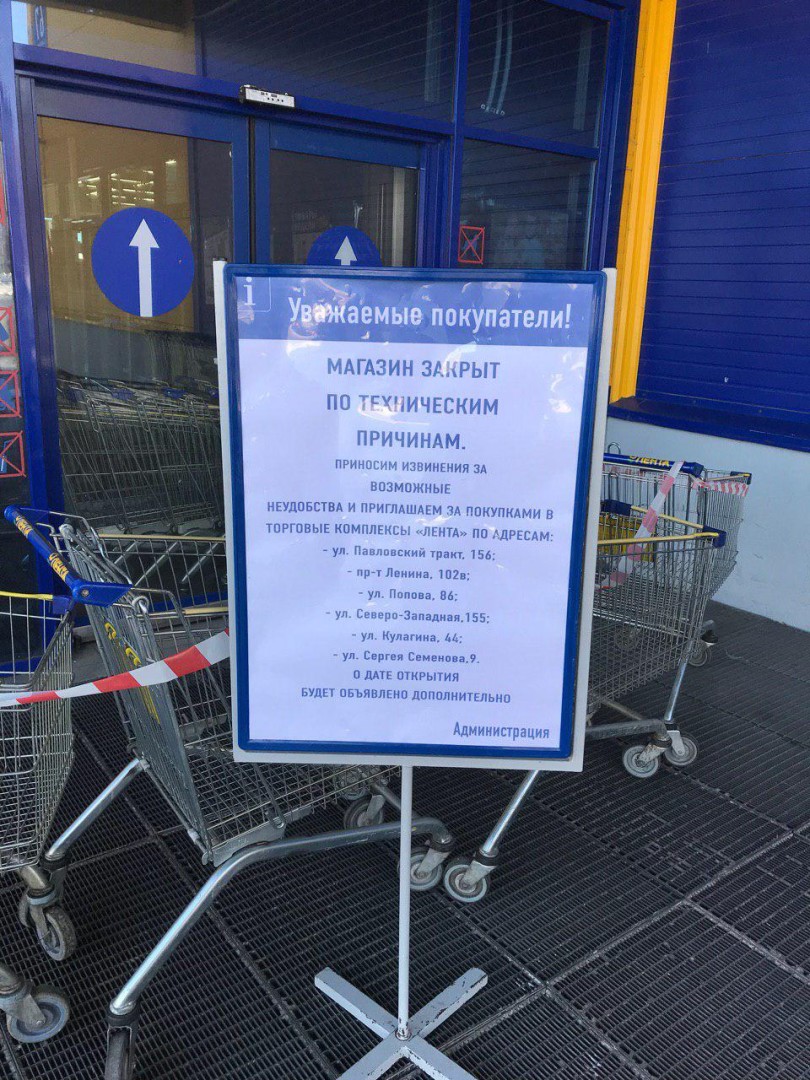 i
Уважаемые покупатели!
МАГАЗИН ЗАКРЫТ
ПО ТЕХНИЧЕСКИМ
ПРИЧИНАМ.
ПРИНОСИМ ИЗВИНЕНИЯ ЗА
ВОЗМОЖНЫЕ
НЕУДОБСТВА И ПРИГЛАШАЕМ ЗА ПОКУПКАМИ В
ТОРГОВЫЕ КОМПЛЕКСЫ «ЛЕНТА» ПО АДРЕСАМ:
- ул. Павловский тракт, 156;
- пр-т Ленина, 102в;
- ул. Попова, 86;
- ул. Северо-Западная,155;
- ул. Кулагина, 44;
- ул. Сергея Семенова,9.
О ДАТЕ ОТКРЫТИЯ
БУДЕТ ОБЪЯВЛЕНО ДОПОЛНИТЕЛЬНО
Администрация
ЛЕНТА